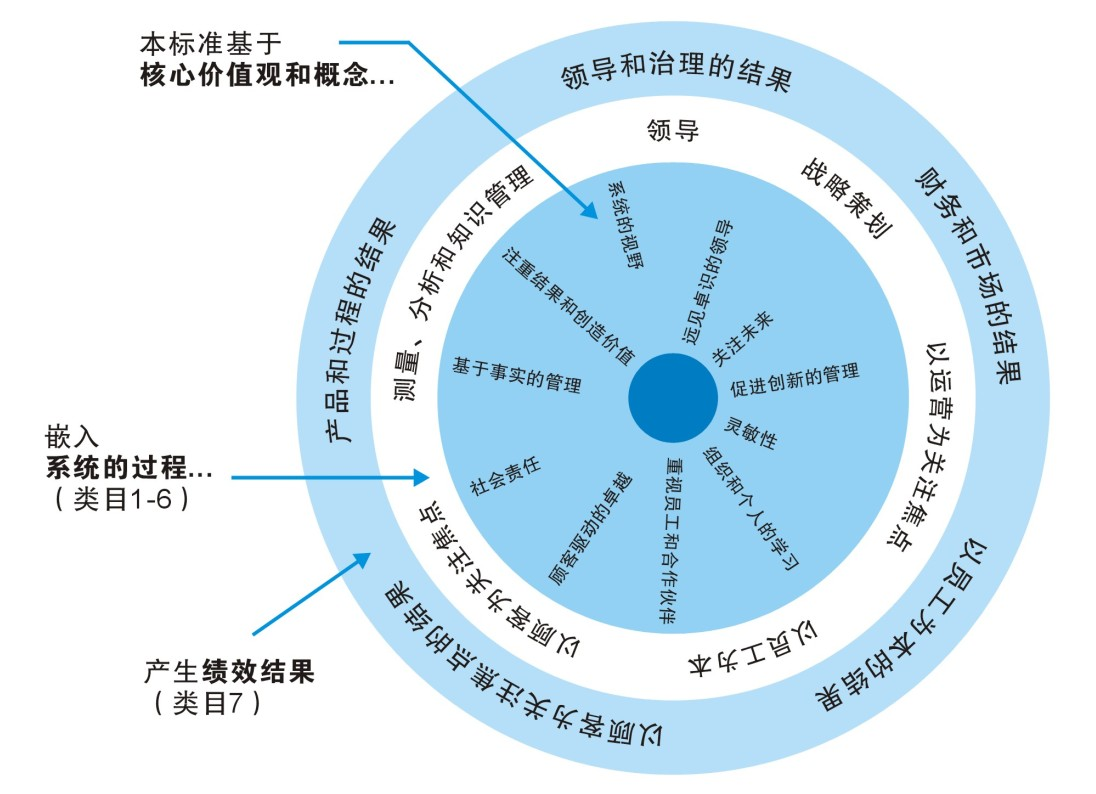 本标准基于
核心价值观和概念...
嵌入
系统的过程...
（类目1-6）
产生绩效结果
（类目7）
领导和治理的结果
财务和市场的结果
以员工为本的结果
以顾客为关注焦点的结果
产品和过程的结果
领导
战略策划
以运营为关注焦点
以员工为本
以顾客为关注焦点
测量、分析和知识管理
系统的视野
远见卓识的领导
关注未来
促进创新的管理
灵敏性
组织和个人的学习
重视员工和合作伙伴
顾客驱动的卓越
社会责任
基于事实的管理
注重结果和创造价值